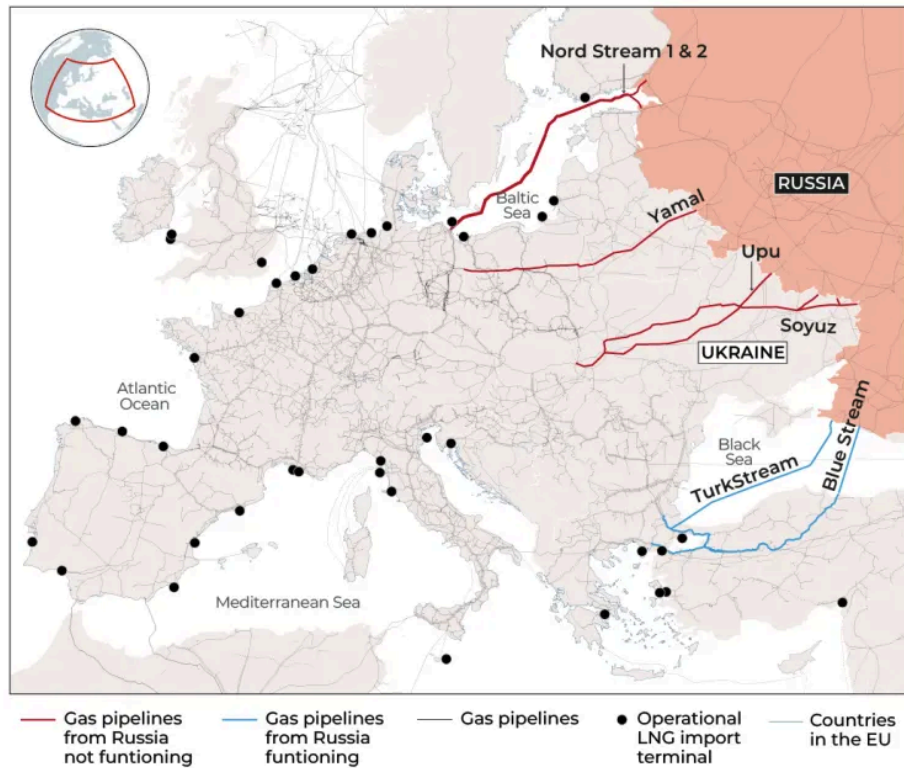 Nord Stream 1 & 2
RUSSIA
Baltic
Sea
Yamal
Upu
Soyuz
UKRAINE
Atlantic
Ocean
Black
Sea
TurkStream
Blue Stream
Mediterranean Sea
Gas pipelines
from Russia
not funtioning
Gas pipelines
from Russia
funtioning
Gas pipelines
Operational
LNG import
terminal
Countries
in the EU